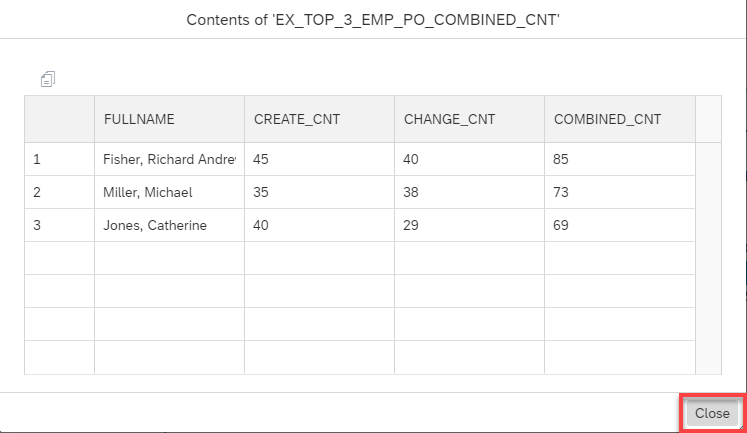 Contents of 'EX_TOP_3_EMP_PO_COMBINED_CNT'
FULLNAME CREATE_CNT CHANGE_CNT COMBINED_CNT
1 Fisher, Richard Andre 45 40 85
2 Miller, Michael 35 38 73
3 Jones, Catherine 40 29 69
Close